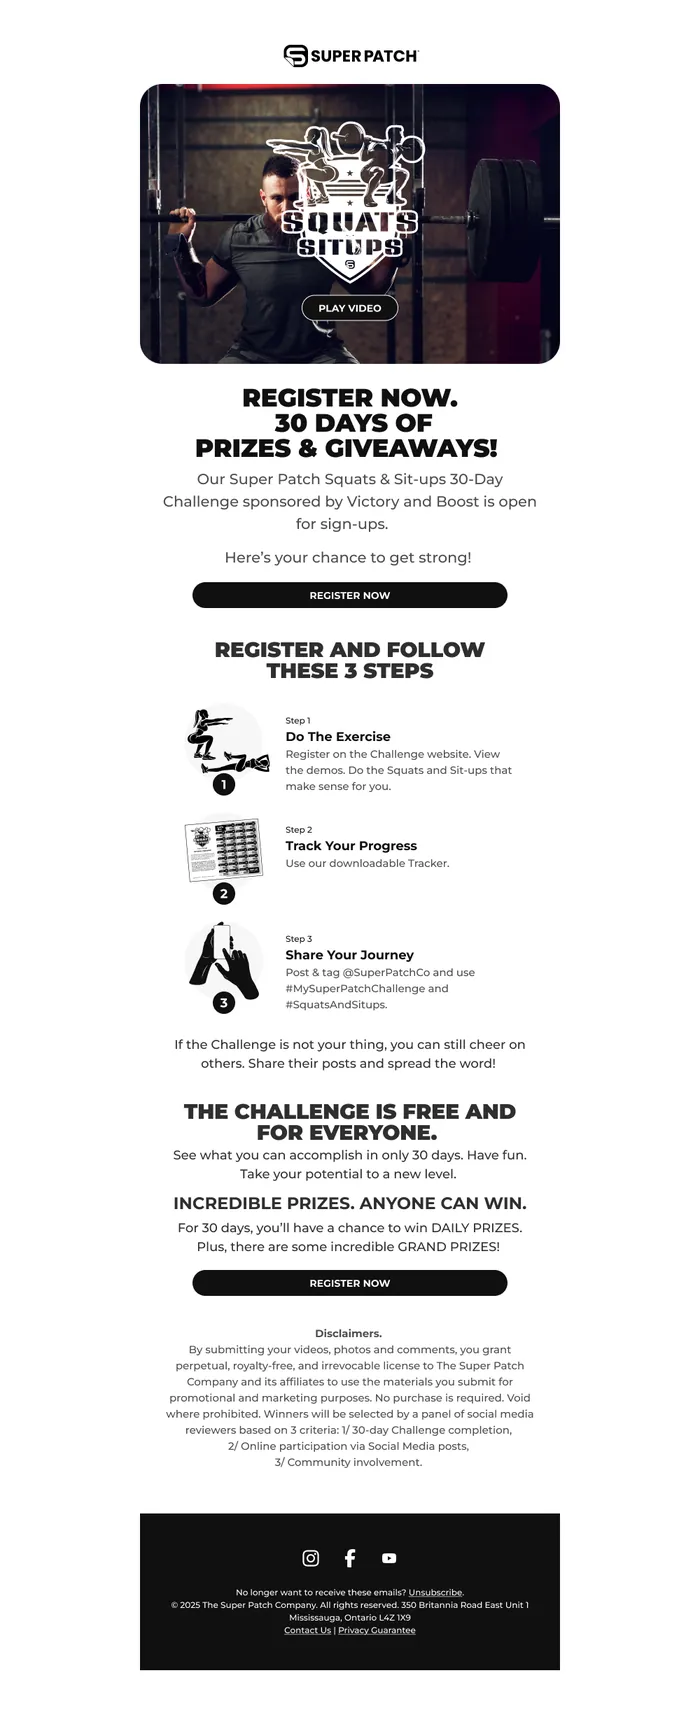 SUPER PATCH
SQUATS
SITUPS
PLAY VIDEO
REGISTER NOW.
30 DAYS OF
PRIZES & GIVEAWAYS!
Our Super Patch Squats & Sit-ups 30-Day
Challenge sponsored by Victory and Boost is open
for sign-ups.
Here’s your chance to get strong!
REGISTER NOW
REGISTER AND FOLLOW
THESE 3 STEPS
Step 1
Do The Exercise
Register on the Challenge website. View
the demos. Do the Squats and Sit-ups that
make sense for you.
1
Step 2
Track Your Progress
Use our downloadable Tracker.
2
Step 3
Share Your Journey
Post & tag @SuperPatchCo and use
#MySuperPatchChallenge and
#SquatsAndSitups.
3
If the Challenge is not your thing, you can still cheer on
others. Share their posts and spread the word!
THE CHALLENGE IS FREE AND
FOR EVERYONE.
See what you can accomplish in only 30 days. Have fun.
Take your potential to a new level.
INCREDIBLE PRIZES. ANYONE CAN WIN.
For 30 days, you’ll have a chance to win DAILY PRIZES.
Plus, there are some incredible GRAND PRIZES!
REGISTER NOW
Disclaimers.
By submitting your videos, photos and comments, you grant
perpetual, royalty-free, and irrevocable license to The Super Patch
Company and its affiliates to use the materials you submit for
promotional and marketing purposes. No purchase is required. Void
where prohibited. Winners will be selected by a panel of social media
reviewers based on 3 criteria: 1/ 30-day Challenge completion,
2/ Online participation via Social Media posts,
3/ Community involvement.
No longer want to receive these emails? Unsubscribe.
© 2025 The Super Patch Company. All rights reserved. 350 Britannia Road East Unit 1
Mississauga, Ontario L4Z 1X9
Contact Us | Privacy Guarantee